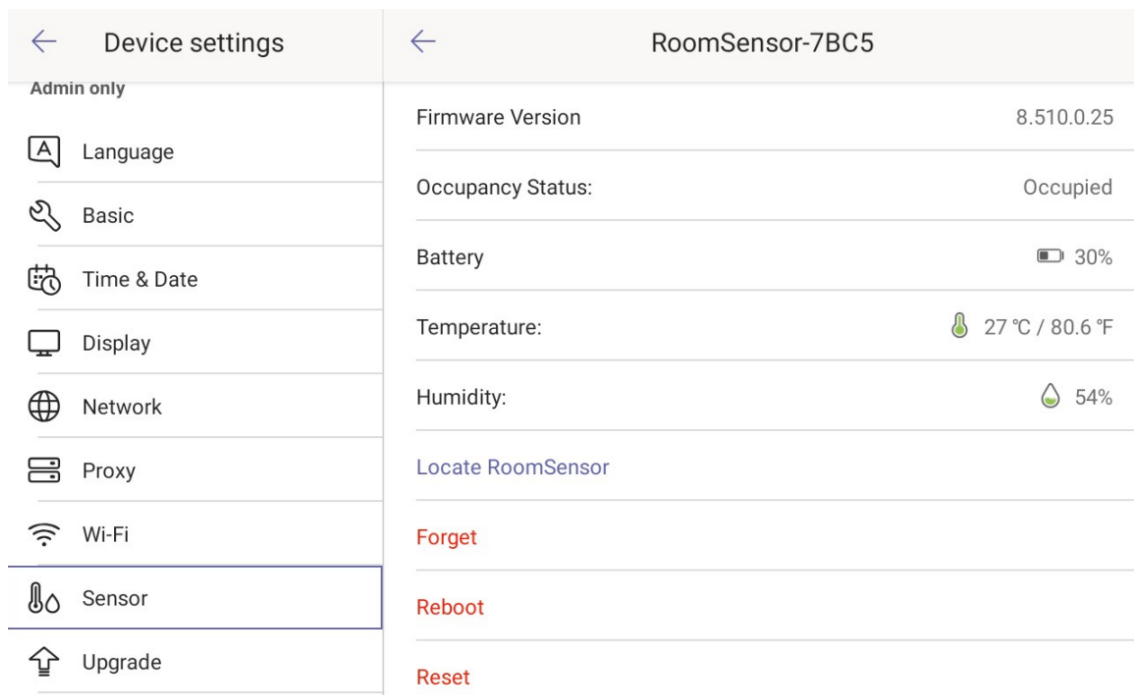 Device settings
Admin only
A Language
Basic
Time & Date
Display
Network
Proxy
Wi-Fi
Sensor
Upgrade
RoomSensor-7BC5
Firmware Version 8.510.0.25
Occupancy Status: Occupied
Battery 30%
Temperature: 27 ℃ / 80.6 ℉
Humidity: 54%
Locate RoomSensor
Forget
Reboot
Reset